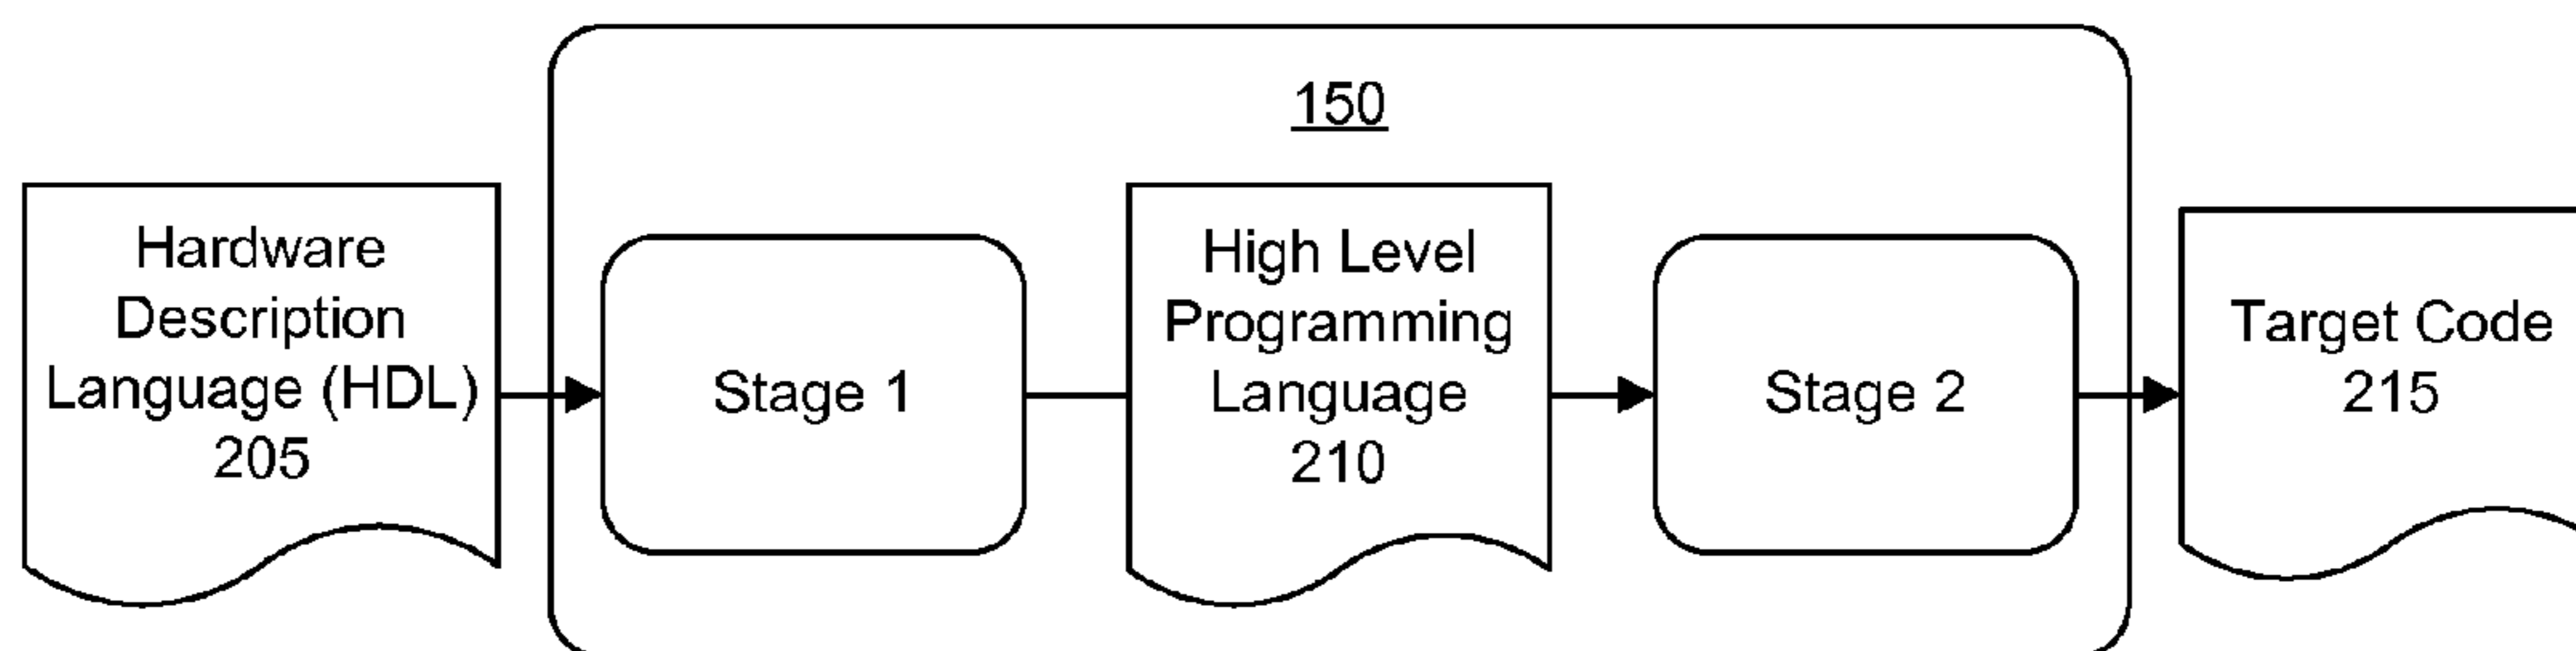 150
Hardware
Description
Language (HDL)
205
Stage 1
High Level
Programming
Language
210
Stage 2
Target Code
215